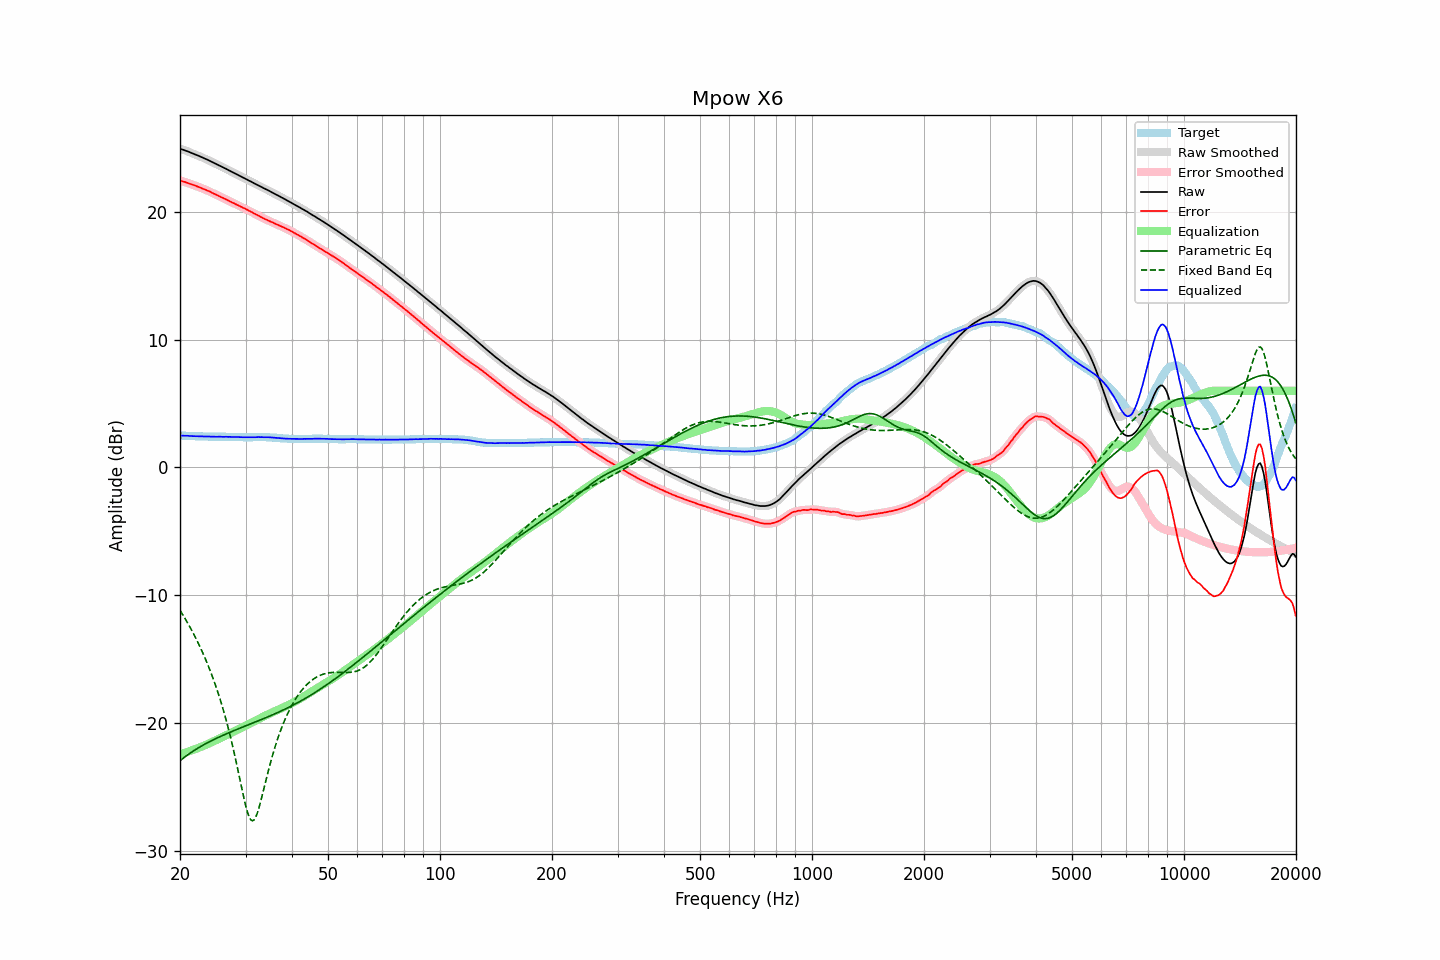 Mpow X6
Amplitude (dBr)
20
10
0
−10
−20
−30
20
50
100
200
500
1000
2000
5000
10000
20000
Frequency (Hz)
Target
Raw Smoothed
Error Smoothed
Raw
Error
Equalization
Parametric Eq
Fixed Band Eq
Equalized